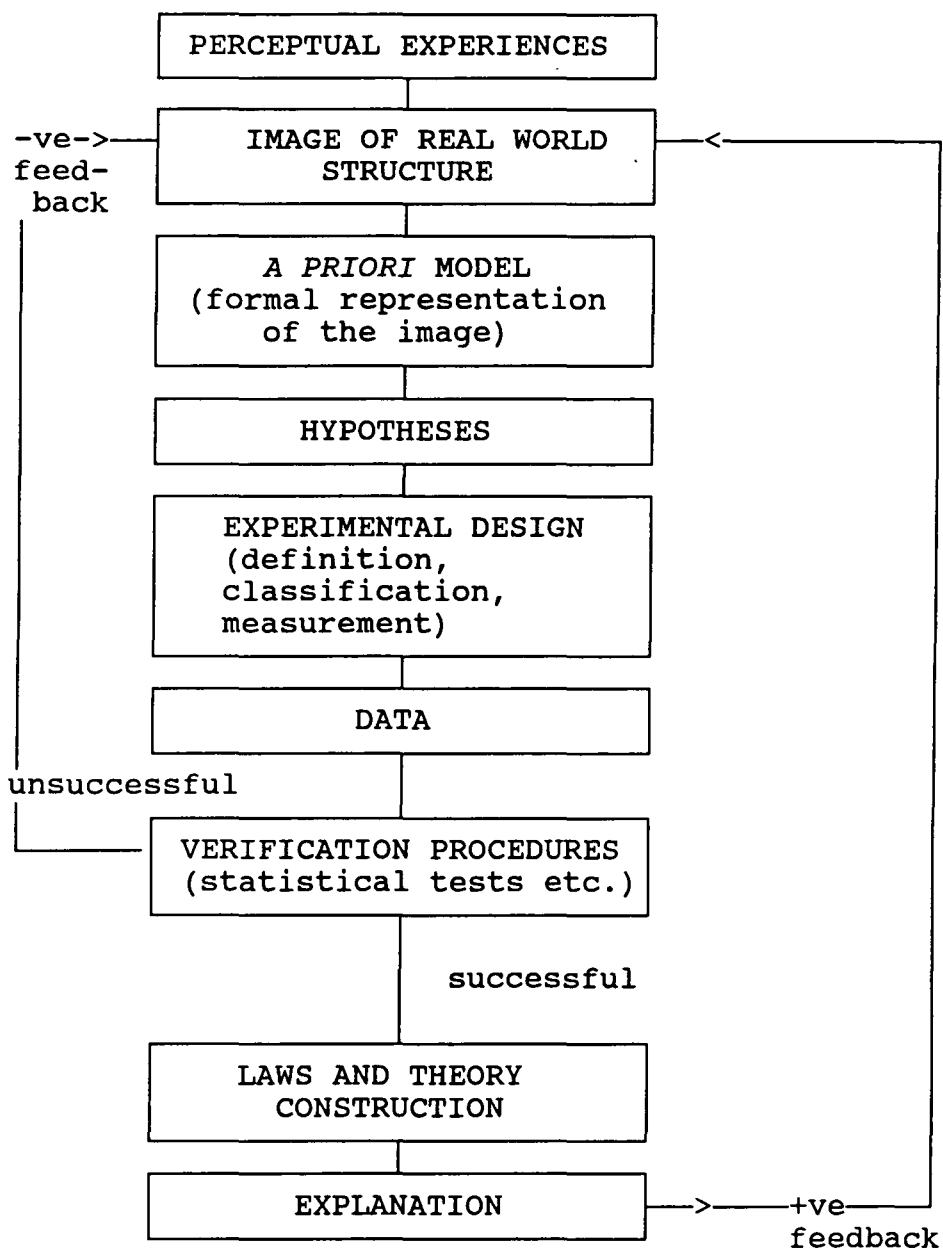 PERCEPTUAL EXPERIENCES
-ve->
feed-
back
IMAGE OF REAL WORLD
STRUCTURE
<
A PRIORI MODEL
(formal representation
of the image)
HYPOTHESES
EXPERIMENTAL DESIGN
(definition,
classification,
measurement)
DATA
unsuccessful
VERIFICATION PROCEDURES
(statistical tests etc.)
successful
LAWS AND THEORY
CONSTRUCTION
EXPLANATION
> +ve
feedback